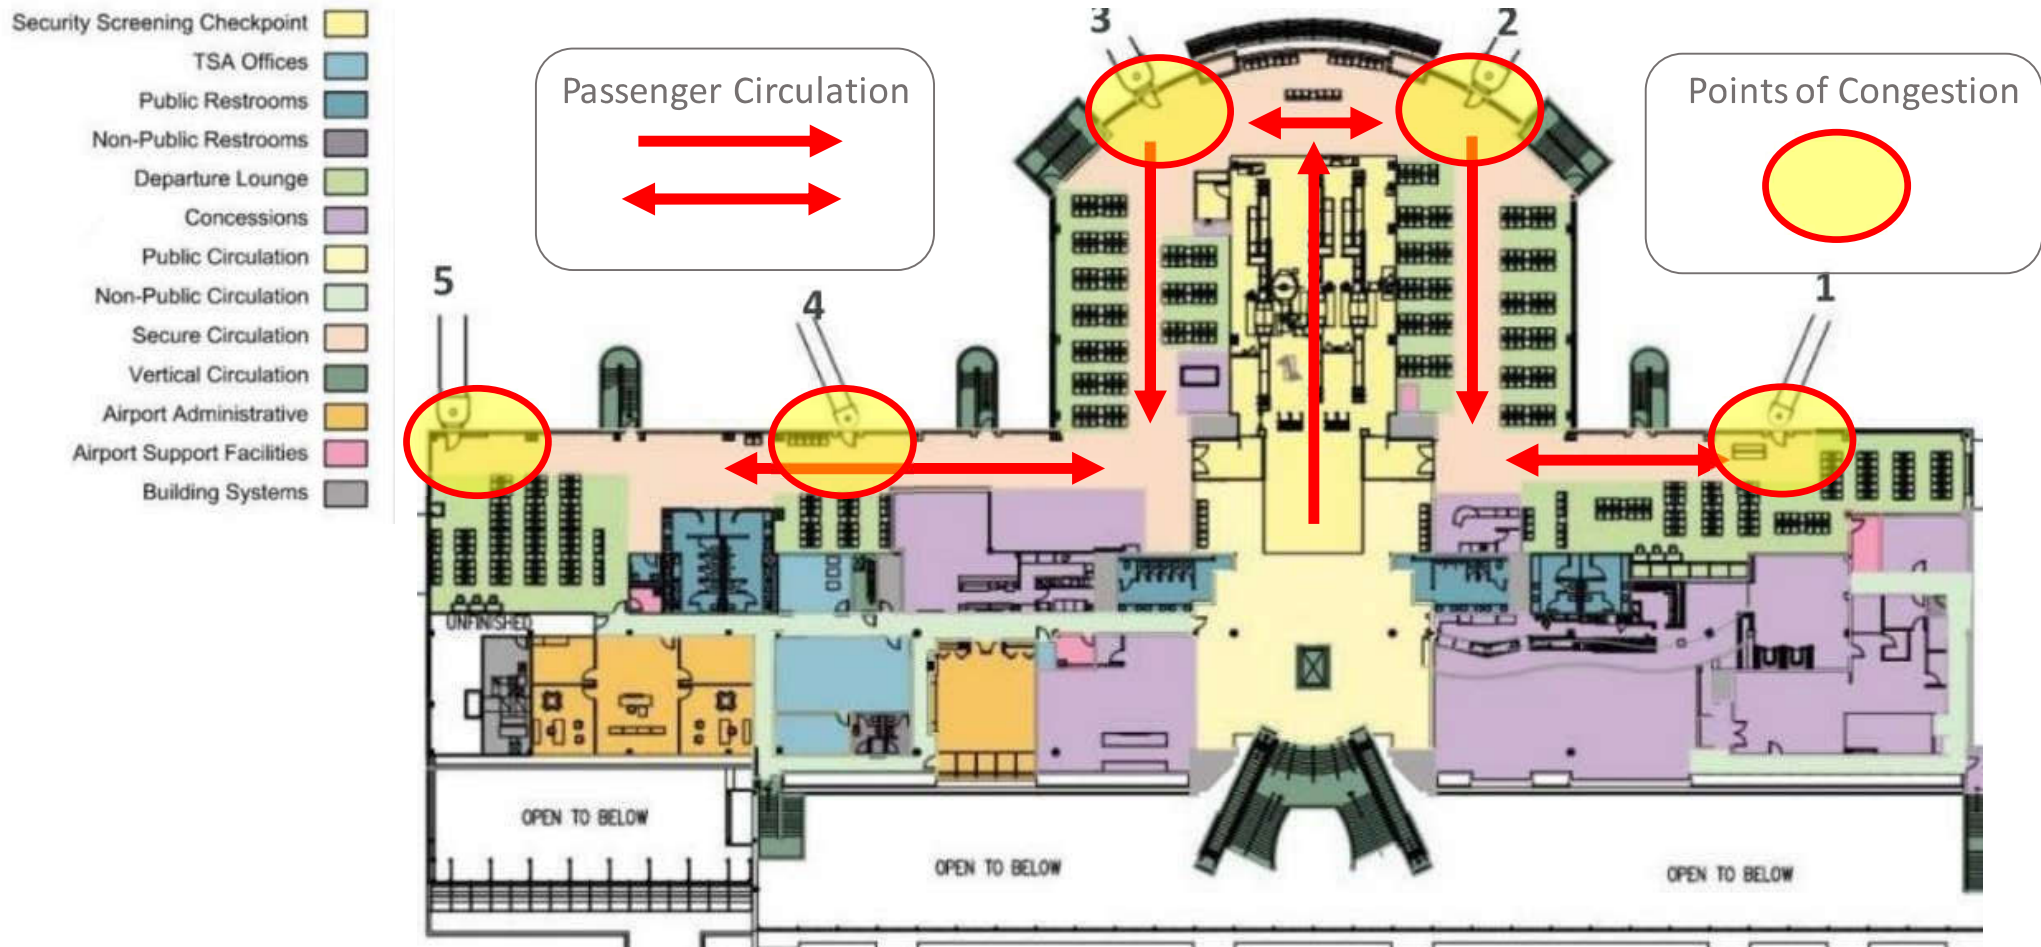 Security Screening Checkpoint
TSA Offices
Public Restrooms
Non-Public Restrooms
Departure Lounge
Concessions
Public Circulation
Non-Public Circulation
Secure Circulation
Vertical Circulation
Airport Administrative
Airport Support Facilities
Building Systems
Passenger Circulation
Points of Congestion
3
2
5
4
1
UNFINISHED
OPEN TO BELOW
OPEN TO BELOW
OPEN TO BELOW